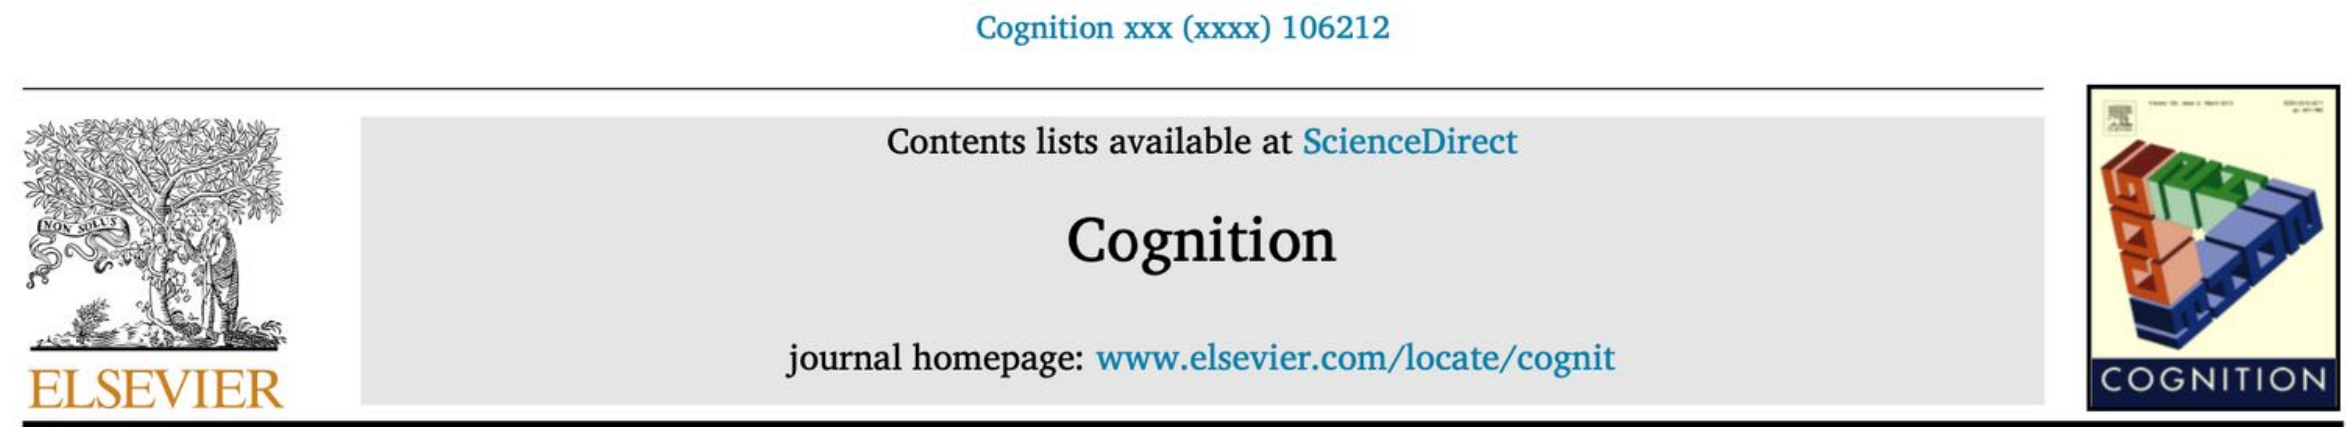 Cognition xxx (xxxx) 106212
Contents lists available at ScienceDirect
Cognition
journal homepage: www.elsevier.com/locate/cognit
NON SOLUS
ELSEVIER
COGNITION
COGNITION